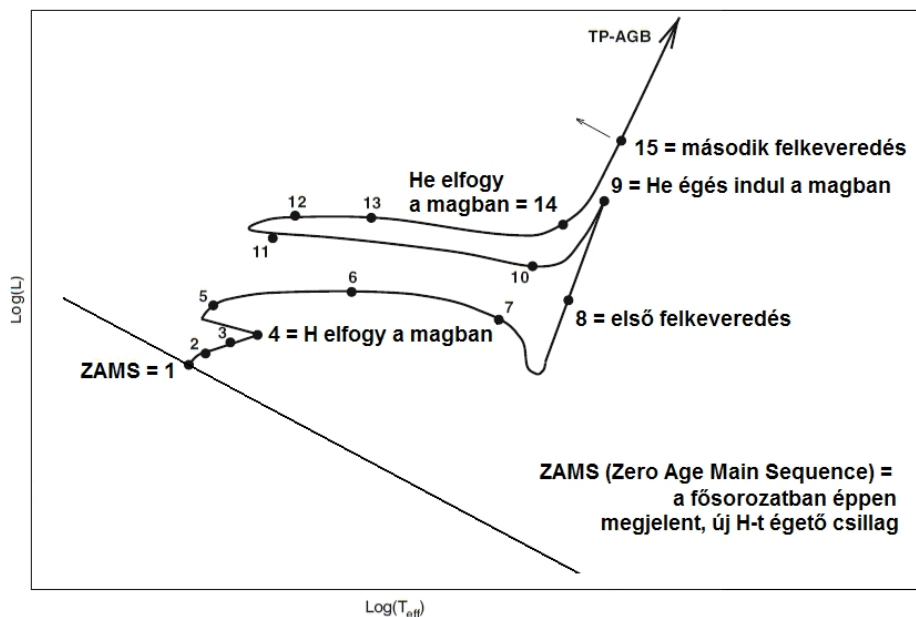 TP-AGB
15 = második felkeveredés
He elfogy
a magban = 14
9 = He égés indul a magban
12
13
11
10
6
5
7
8 = első felkeveredés
4 = H elfogy a magban
3
2
ZAMS = 1
Log(L)
ZAMS (Zero Age Main Sequence) =
a fősorozatban éppen
megjelent, új H-t égető csillag
Log(Teff)